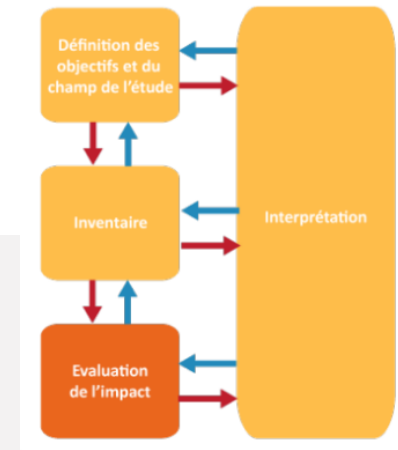 Définition des
objectifs et du
champ de l'étude
Inventaire
Interprétation
Evaluation
de l'impact